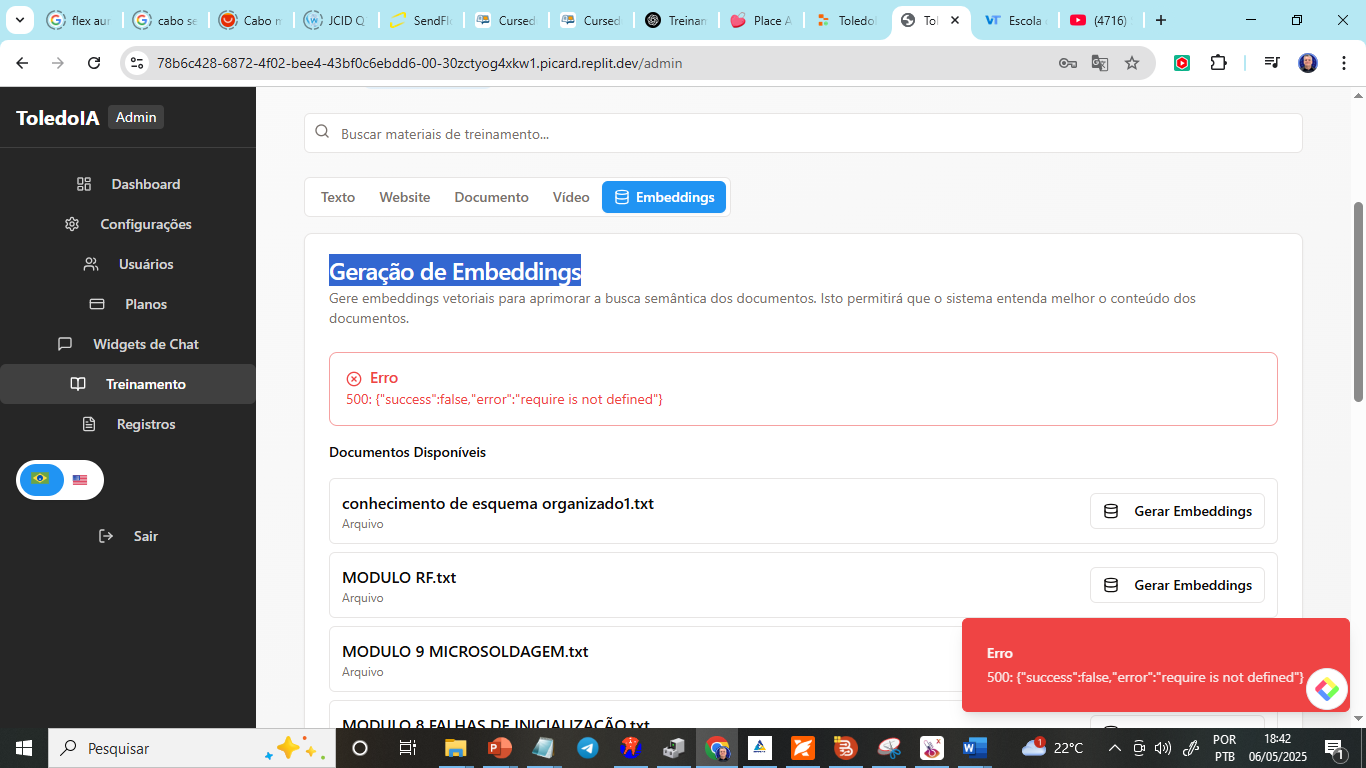 flex aur
cabo se
Cabo m
JCID Q
SendFl
Cursed
Cursed
Treinar
Place A
Toledo
Tol
Escola
(4716)
78b6c428-6872-4f02-bee4-43bf0c6ebdd6-00-30zctyog4xkw1.picard.replit.dev/admin
ToledoIA
Admin
Dashboard
Configurações
Usuários
Planos
Widgets de Chat
Treinamento
Registros
Sair
Buscar materiais de treinamento...
Texto
Website
Documento
Vídeo
Embeddings
Geração de Embeddings
Gere embeddings vetoriais para aprimorar a busca semântica dos documentos. Isto permitirá que o sistema entenda melhor o conteúdo dos
documentos.
Erro
500: {"success":false,"error":"require is not defined"}
Documentos Disponíveis
conhecimento de esquema organizado1.txt
Arquivo
Gerar Embeddings
MODULO RF.txt
Arquivo
Gerar Embeddings
MODULO 9 MICROSOLDAGEM.txt
Arquivo
MODULO 8 FALHAS DE INICIALIZAÇÃO.txt
Erro
500: {"success":false,"error":"require is not defined"}
Pesquisar
22°C
POR
PTB
18:42
06/05/2025